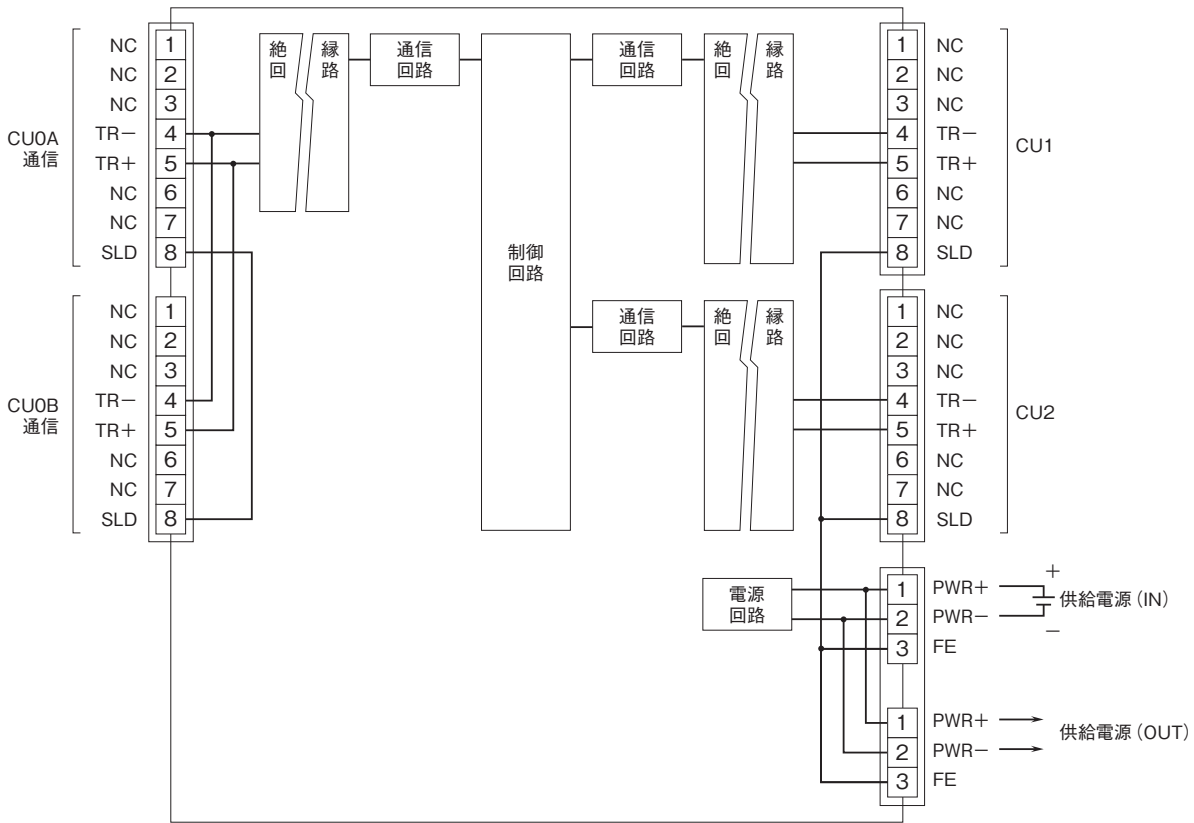 CU0A
通信
NC 1
NC 2
NC 3
TR− 4
TR+ 5
NC 6
NC 7
SLD 8
CU0B
通信
NC 1
NC 2
NC 3
TR− 4
TR+ 5
NC 6
NC 7
SLD 8
絶縁
回路
通信
回路
制御
回路
通信
回路
絶縁
回路
1 NC
2 NC
3 NC
4 TR−
5 TR+
6 NC
7 NC
8 SLD
CU1
通信
回路
絶縁
回路
1 NC
2 NC
3 NC
4 TR−
5 TR+
6 NC
7 NC
8 SLD
CU2
電源
回路
1 PWR+
2 PWR−
3 FE
+
供給電源(IN)
−
1 PWR+
2 PWR−
3 FE
供給電源(OUT)